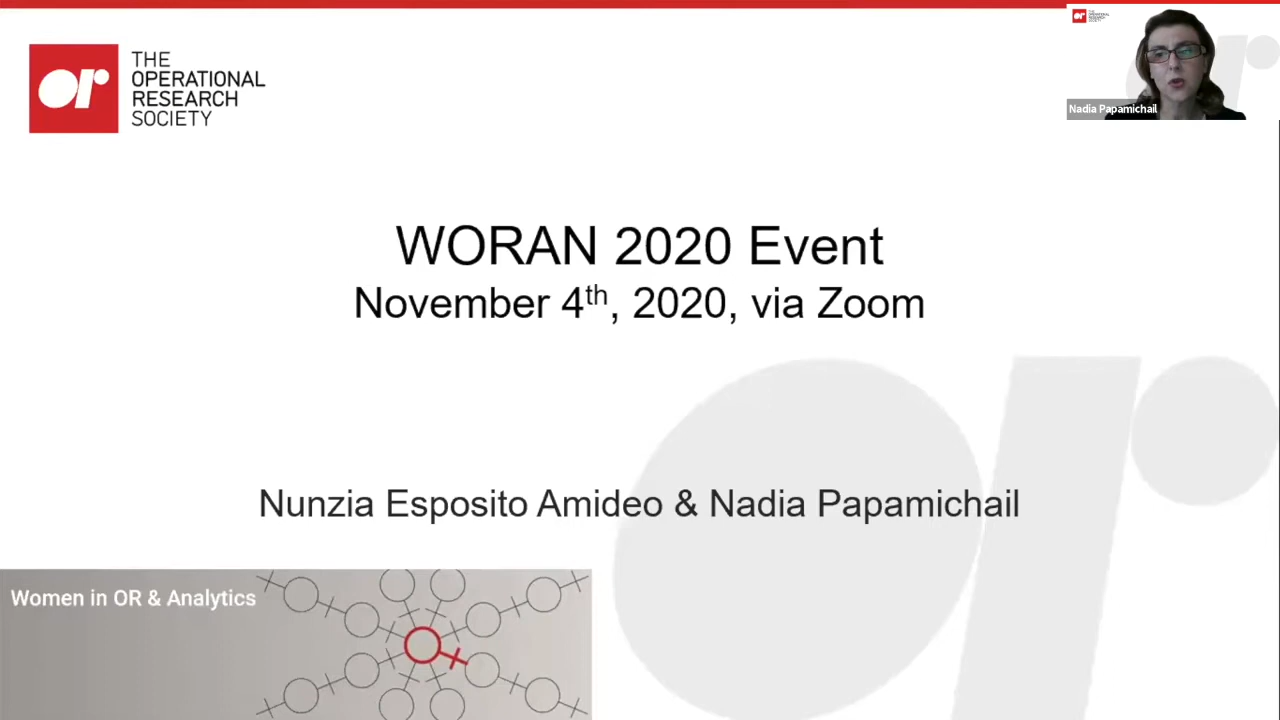 THE
OPERATIONAL
RESEARCH
SOCIETY
or
Nadia Papamichail
WORAN 2020 Event
November 4th, 2020, via Zoom
Nunzia Esposito Amideo & Nadia Papamichail
Women in OR & Analytics